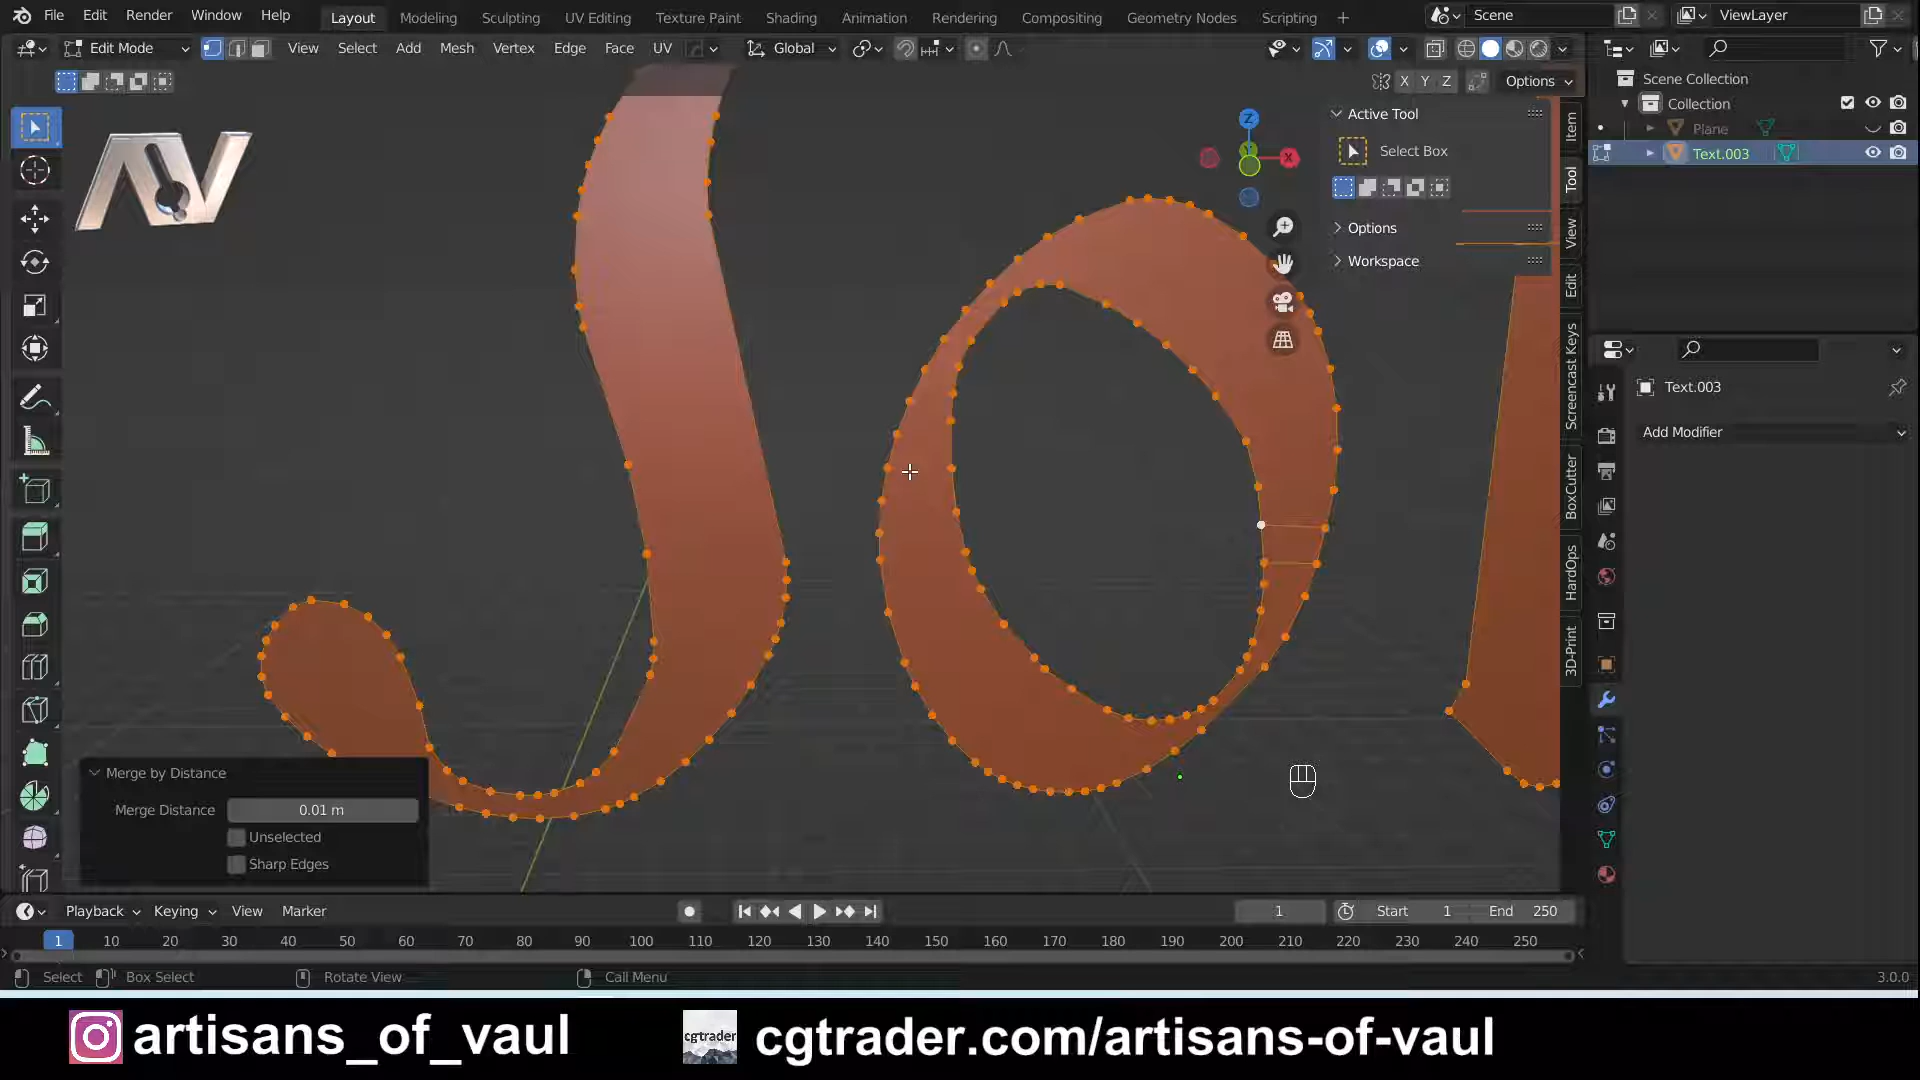 File Edit Render Window Help Layout Modeling Sculpting UV Editing Texture Paint Shading Animation Rendering Compositing Geometry Nodes Scripting + Scene ViewLayer
Edit Mode View Select Add Mesh Vertex Edge Face UV Global
X Y Z Options
Scene Collection
Collection
Plane
Text.003
AV
Z
X
Active Tool
Select Box
Options
Workspace
Item
Tool
View
Edit
Screencast Keys
BoxCutter
HardOps
3D-Print
Text.003
Add Modifier
Merge by Distance
Merge Distance 0.01 m
Unselected
Sharp Edges
Playback Keying View Marker 1 Start 1 End 250
1 10 20 30 40 50 60 70 80 90 100 110 120 130 140 150 160 170 180 190 200 210 220 230 240 250
Select Box Select Rotate View Call Menu 3.0.0
artisans_of_vaul cgtrader cgtrader.com/artisans-of-vaul